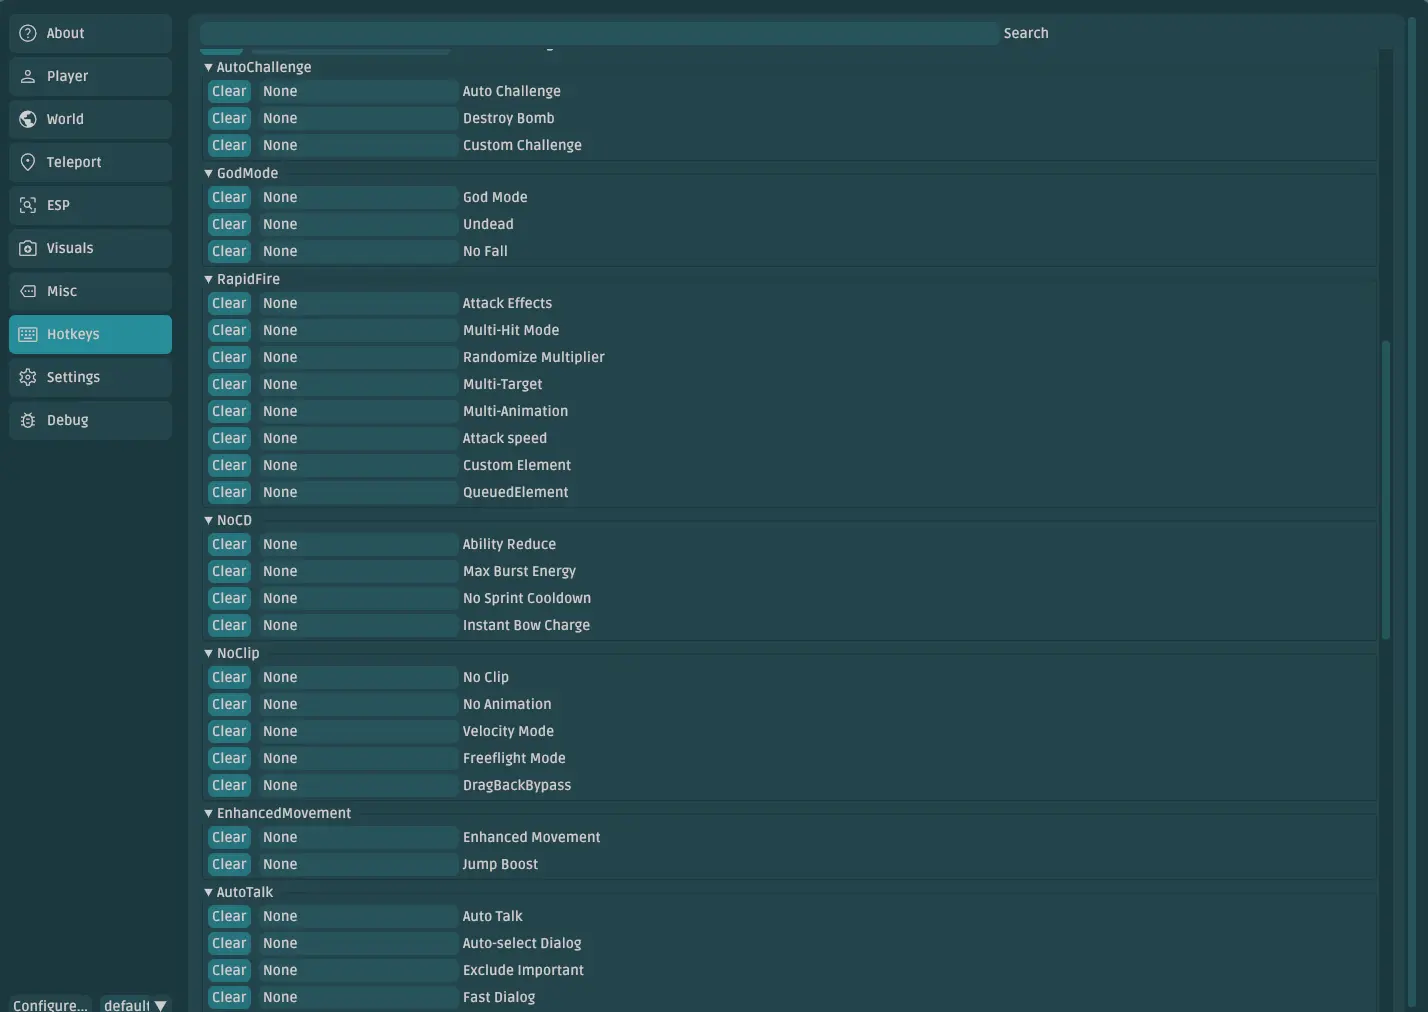 About
Player
World
Teleport
ESP
Visuals
Misc
Hotkeys
Settings
Debug
Configure...
default
Search
AutoChallenge
Clear None Auto Challenge
Clear None Destroy Bomb
Clear None Custom Challenge
GodMode
Clear None God Mode
Clear None Undead
Clear None No Fall
RapidFire
Clear None Attack Effects
Clear None Multi-Hit Mode
Clear None Randomize Multiplier
Clear None Multi-Target
Clear None Multi-Animation
Clear None Attack speed
Clear None Custom Element
Clear None QueuedElement
NoCD
Clear None Ability Reduce
Clear None Max Burst Energy
Clear None No Sprint Cooldown
Clear None Instant Bow Charge
NoClip
Clear None No Clip
Clear None No Animation
Clear None Velocity Mode
Clear None Freeflight Mode
Clear None DragBackBypass
EnhancedMovement
Clear None Enhanced Movement
Clear None Jump Boost
AutoTalk
Clear None Auto Talk
Clear None Auto-select Dialog
Clear None Exclude Important
Clear None Fast Dialog